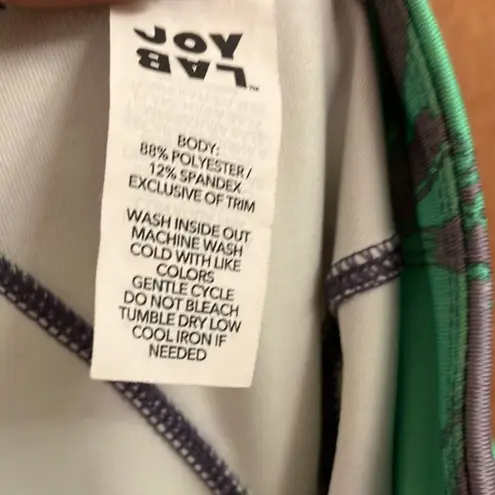 JOY
LAB
™
BODY:
88% POLYESTER /
12% SPANDEX
EXCLUSIVE OF TRIM
WASH INSIDE OUT
MACHINE WASH
COLD WITH LIKE
COLORS
GENTLE CYCLE
DO NOT BLEACH
TUMBLE DRY LOW
COOL IRON IF
NEEDED